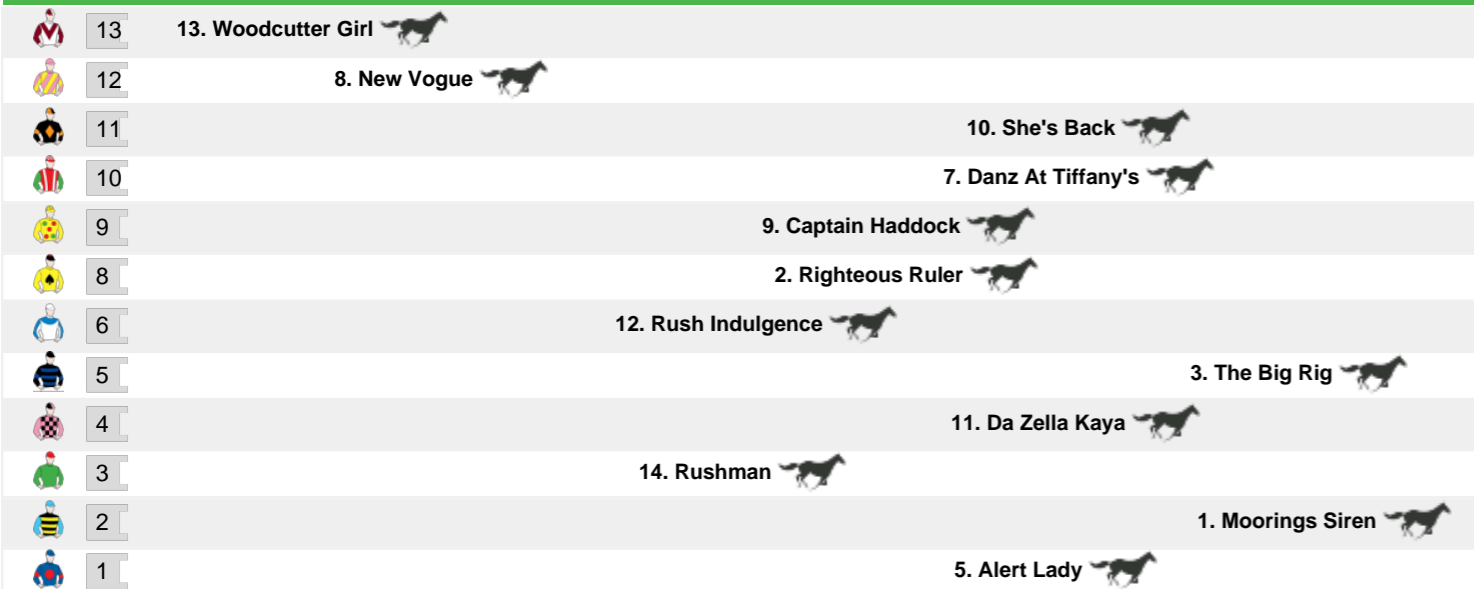 13 13. Woodcutter Girl
12 8. New Vogue
11 10. She's Back
10 7. Danz At Tiffany's
9 9. Captain Haddock
8 2. Righteous Ruler
6 12. Rush Indulgence
5 3. The Big Rig
4 11. Da Zella Kaya
3 14. Rushman
2 1. Moorings Siren
1 5. Alert Lady